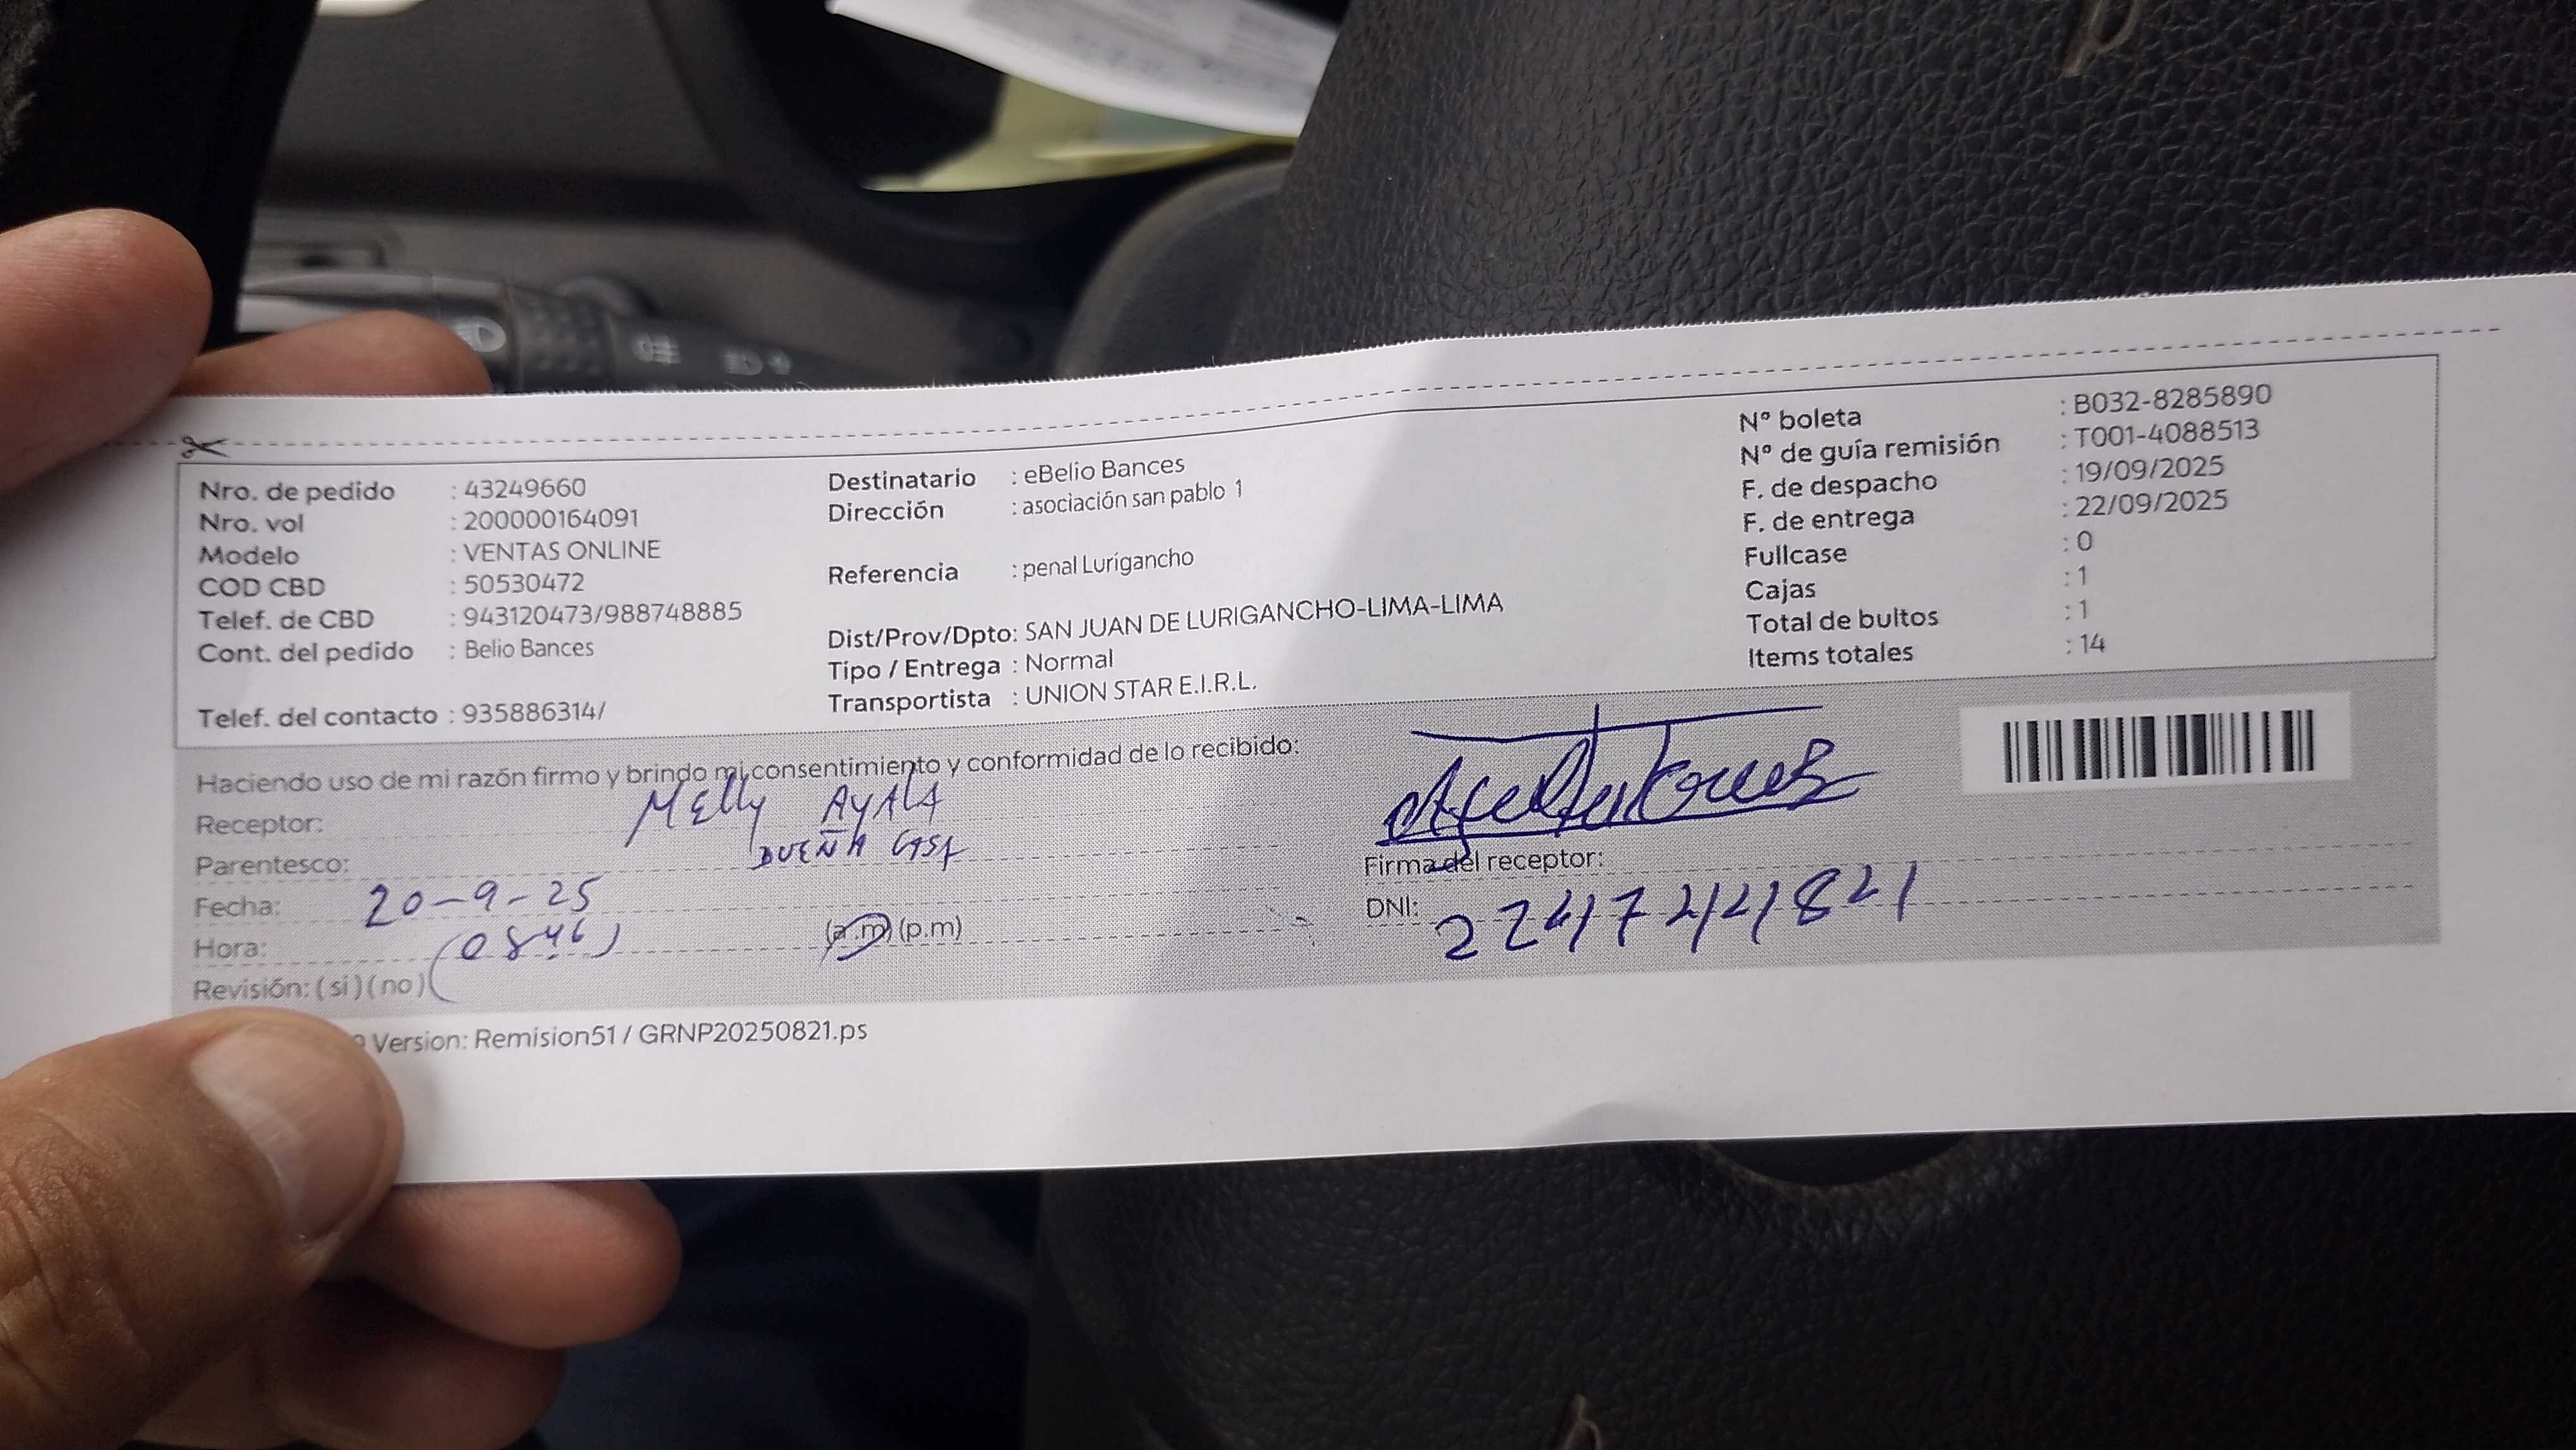 Nro. de pedido : 43249660
Nro. vol : 200000164091
Modelo : VENTAS ONLINE
COD CBD : 50530472
Telef. de CBD : 943120473/988748885
Cont. del pedido : Belio Bances
Telef. del contacto : 935886314/
Destinatario : eBelio Bances
Dirección : asociación san pablo 1
Referencia : penal Lurigancho
Dist/Prov/Dpto: SAN JUAN DE LURIGANCHO-LIMA-LIMA
Tipo / Entrega : Normal
Transportista : UNION STAR E.I.R.L.
Nº boleta : B032-8285890
Nº de guía remisión : T001-4088513
F. de despacho : 19/09/2025
F. de entrega : 22/09/2025
Fullcase : 0
Cajas : 1
Total de bultos : 1
Items totales : 14
Haciendo uso de mi razón firmo y brindo mi consentimiento y conformidad de lo recibido:
Receptor: Melly AYALA
Parentesco: DUEÑA CASA
Fecha: 20-9-25
Hora: (0846) (a.m) (p.m)
Revisión: (si) (no)
Firma del receptor:
DNI:
Version: Remision51 / GRNP20250821.ps